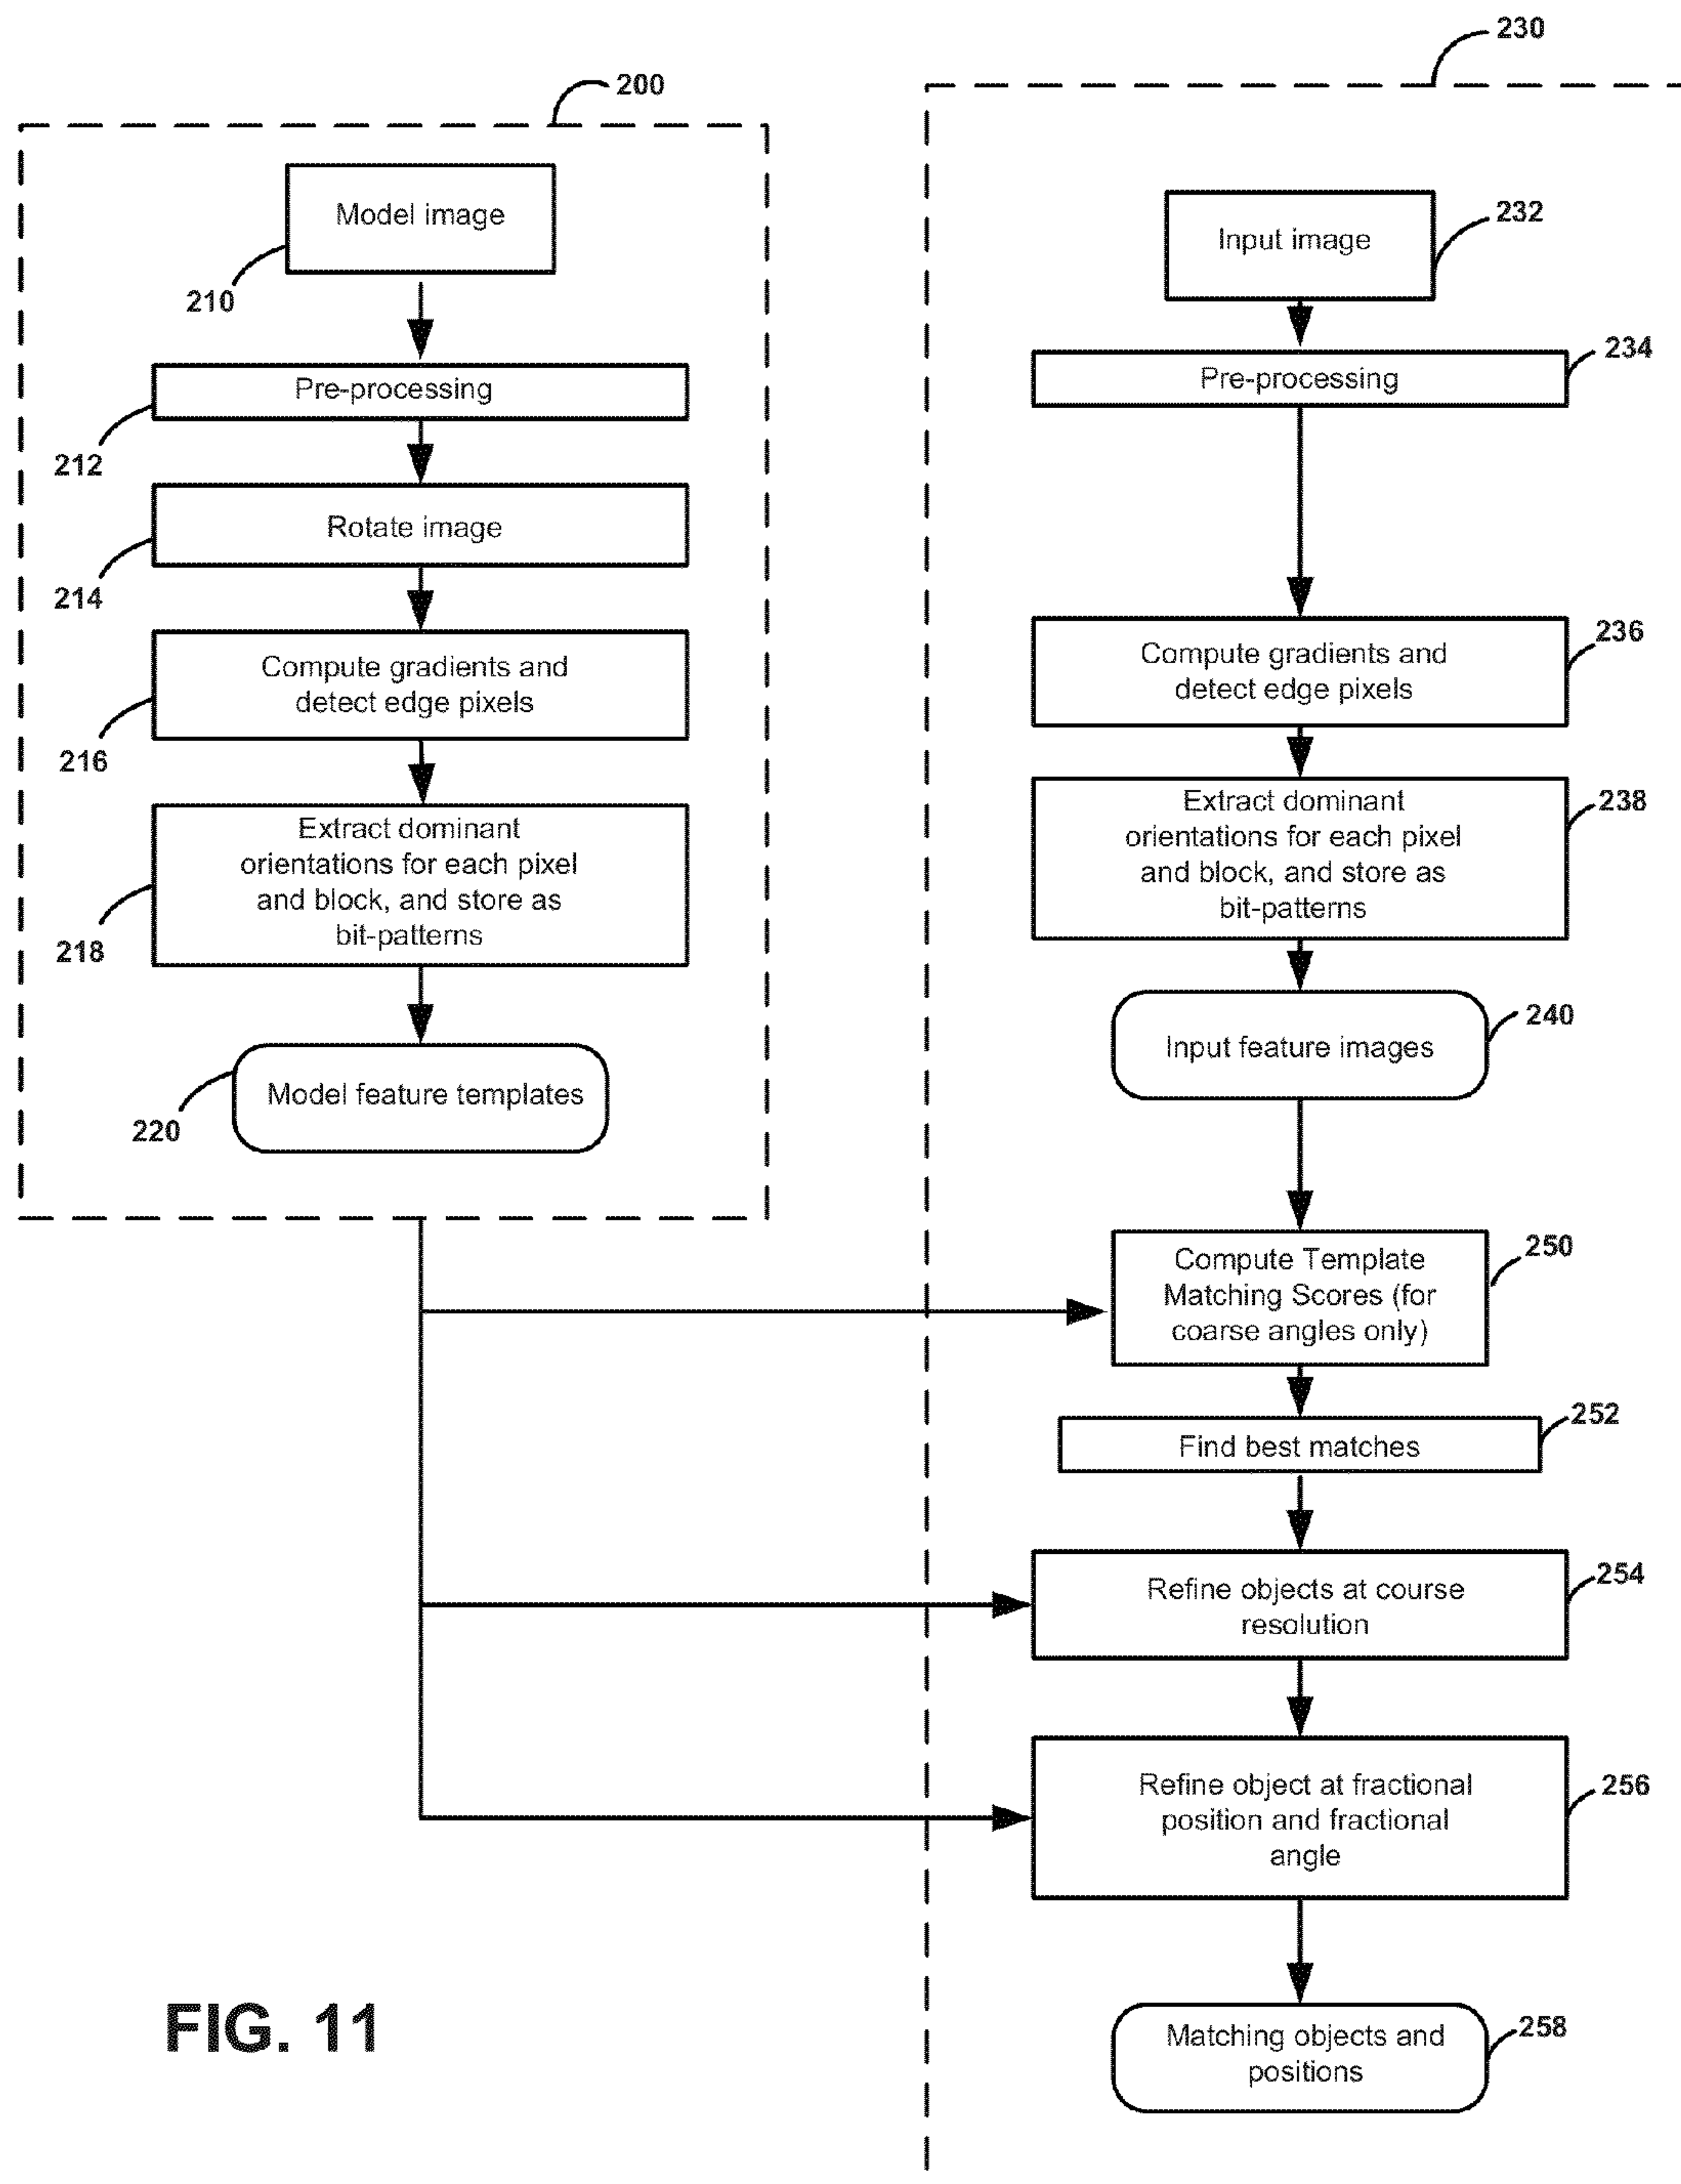 200
Model image
210
Pre-processing
212
Rotate image
214
Compute gradients and
detect edge pixels
216
Extract dominant
orientations for each pixel
and block, and store as
bit-patterns
218
Model feature templates
220
230
Input image
232
Pre-processing
234
Compute gradients and
detect edge pixels
236
Extract dominant
orientations for each pixel
and block, and store as
bit-patterns
238
Input feature images
240
Compute Template
Matching Scores (for
coarse angles only)
250
Find best matches
252
Refine objects at course
resolution
254
Refine object at fractional
position and fractional
angle
256
Matching objects and
positions
258
FIG. 11